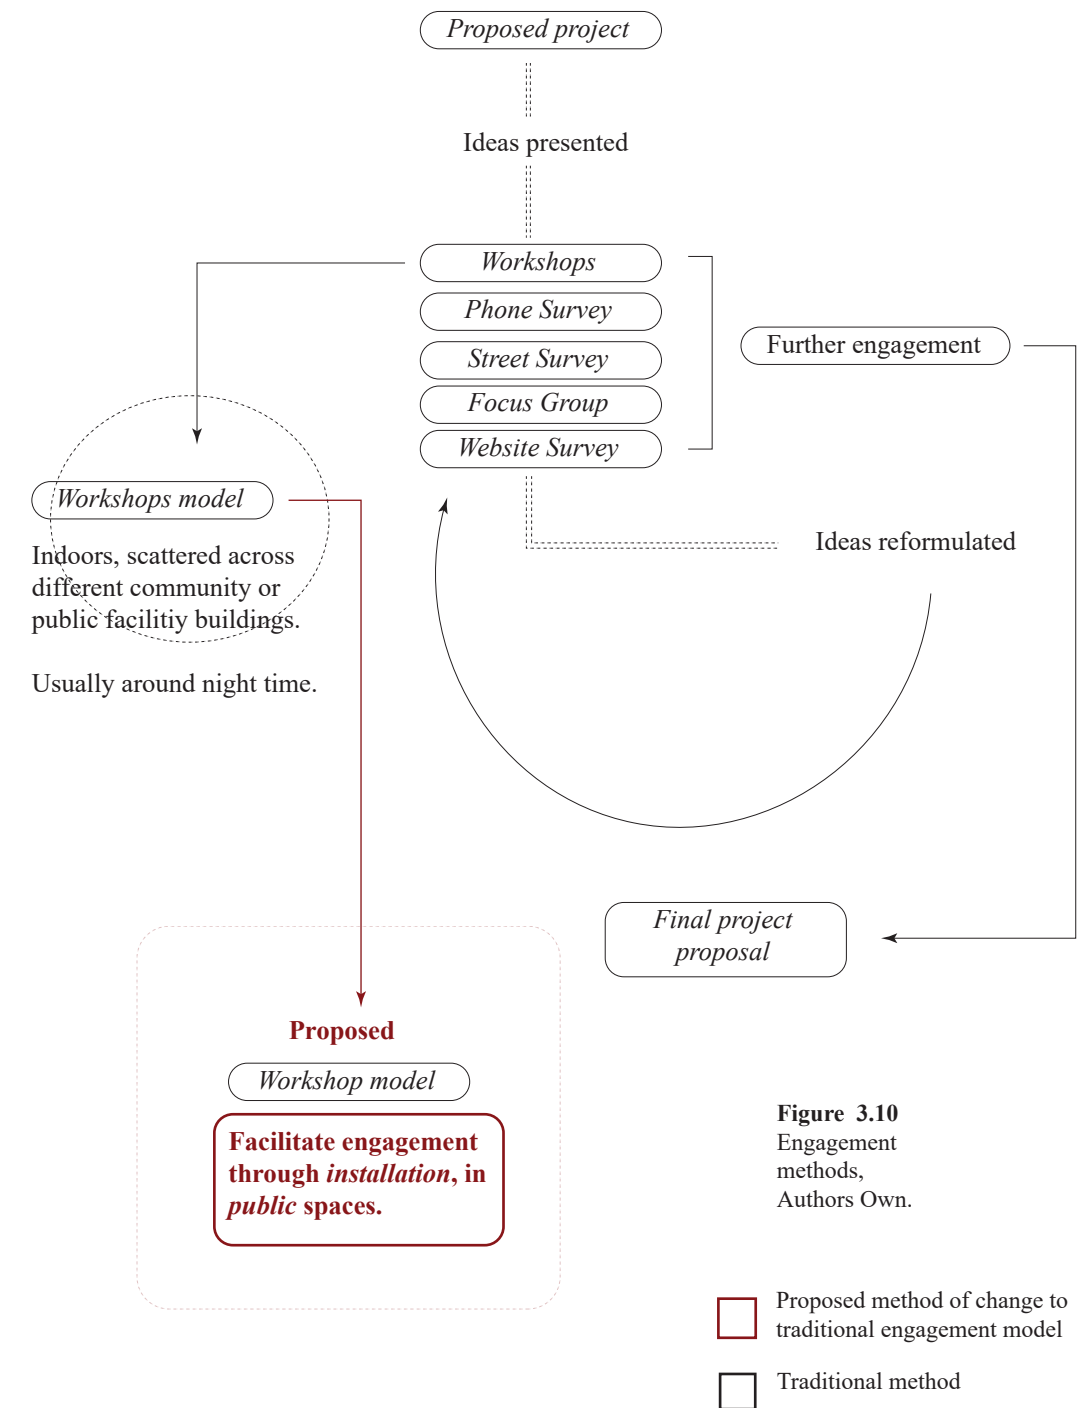 Proposed project
Ideas presented
Workshops
Phone Survey
Street Survey
Focus Group
Website Survey
Further engagement
Workshops model
Indoors, scattered across
different community or
public facilitiy buildings.
Usually around night time.
Ideas reformulated
Final project
proposal
Proposed
Workshop model
Facilitate engagement
through installation, in
public spaces.
Figure 3.10
Engagement
methods,
Authors Own.
Proposed method of change to
traditional engagement model
Traditional method